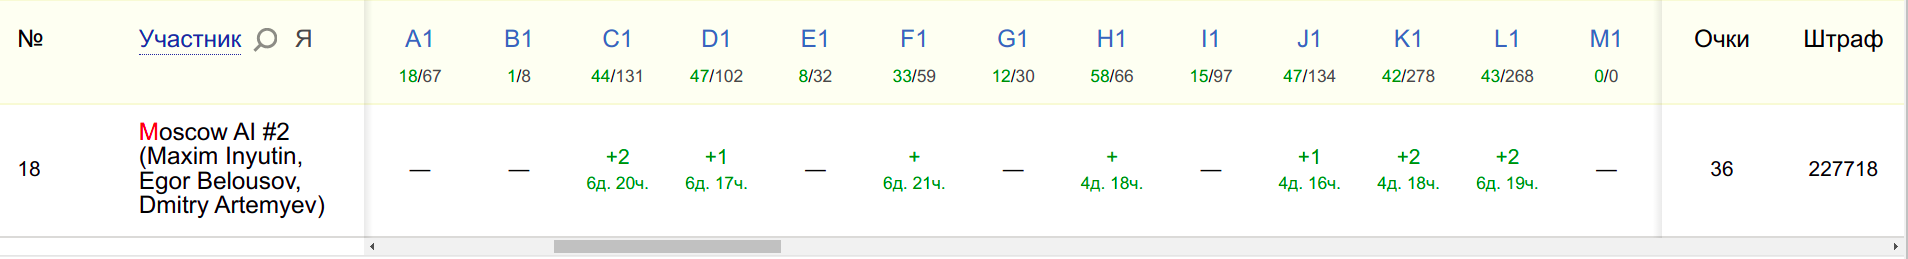 № Участник Я A1 B1 C1 D1 E1 F1 G1 H1 I1 J1 K1 L1 M1 Очки Штраф
18/67 1/8 44/131 47/102 8/32 33/59 12/30 58/66 15/97 47/134 42/278 43/268 0/0
Moscow AI #2
(Maxim Inyutin,
Egor Belousov,
Dmitry Artemyev)
18 — — +2 +1 — + — + — +1 +2 +2 — 36 227718
6д. 20ч. 6д. 17ч. 6д. 21ч. 4д. 18ч. 4д. 16ч. 4д. 18ч. 6д. 19ч.